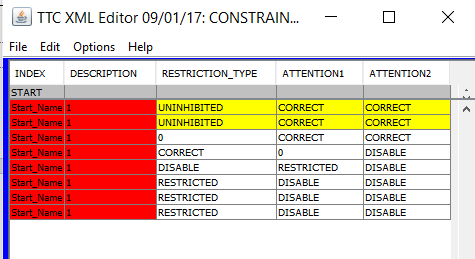 TTC XML Editor 09/01/17: CONSTRAIN...
File Edit Options Help
INDEX DESCRIPTION RESTRICTION_TYPE ATTENTION1 ATTENTION2
START
Start_Name 1 UNINHIBITED CORRECT CORRECT
Start_Name 1 UNINHIBITED CORRECT CORRECT
Start_Name 1 0 CORRECT CORRECT
Start_Name 1 CORRECT 0 DISABLE
Start_Name 1 DISABLE RESTRICTED DISABLE
Start_Name 1 RESTRICTED DISABLE DISABLE
Start_Name 1 RESTRICTED DISABLE DISABLE
Start_Name 1 RESTRICTED DISABLE DISABLE